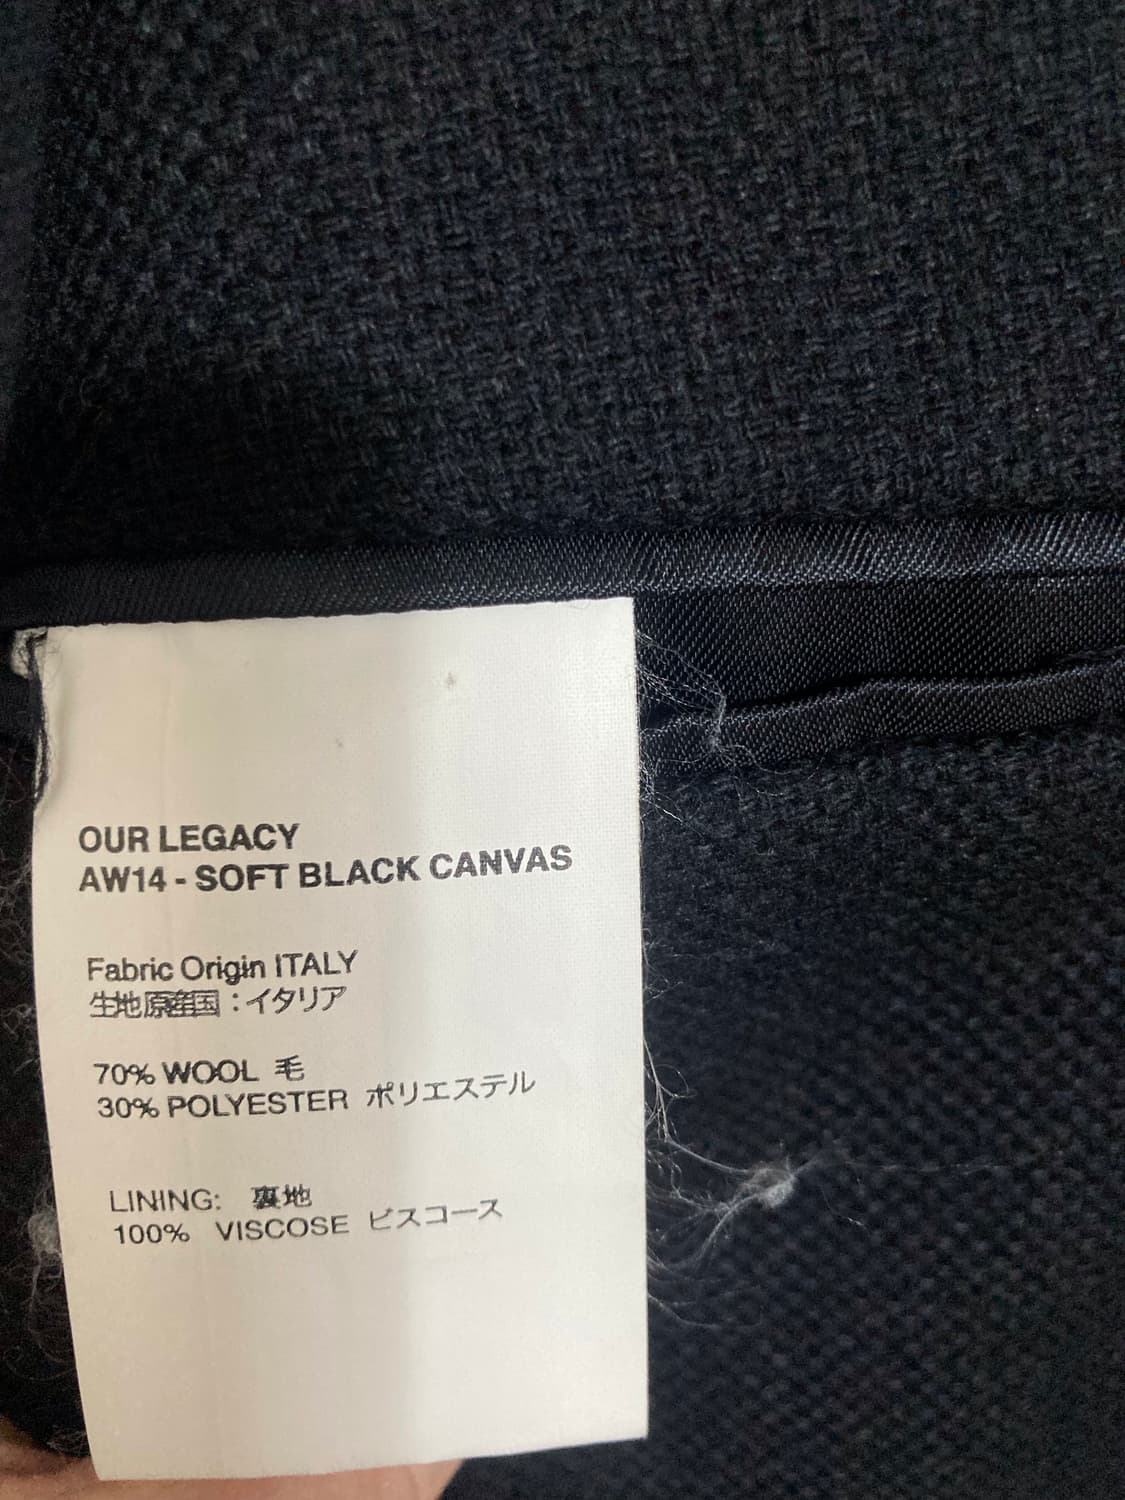 OUR LEGACY
AW14 - SOFT BLACK CANVAS
Fabric Origin ITALY
生地原産国：イタリア
70% WOOL 毛
30% POLYESTER ポリエステル
LINING: 裏地
100% VISCOSE ビスコース